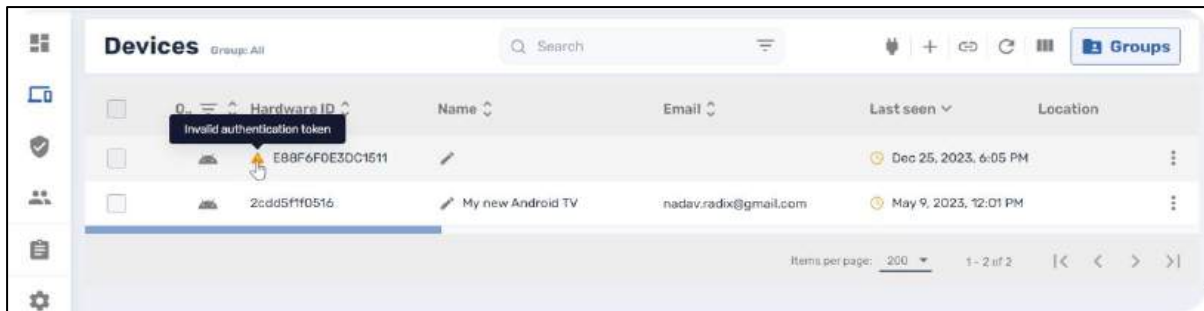 Devices Group: All
Search
Groups
O.. Hardware ID Name Email Last seen Location
Invalid authentication token
E88F6F0E3DC1511 Dec 25, 2023, 6:05 PM
2cdd5f1f0516 My new Android TV nadav.radix@gmail.com May 9, 2023, 12:01 PM
Items per page: 200 1 - 2 of 2